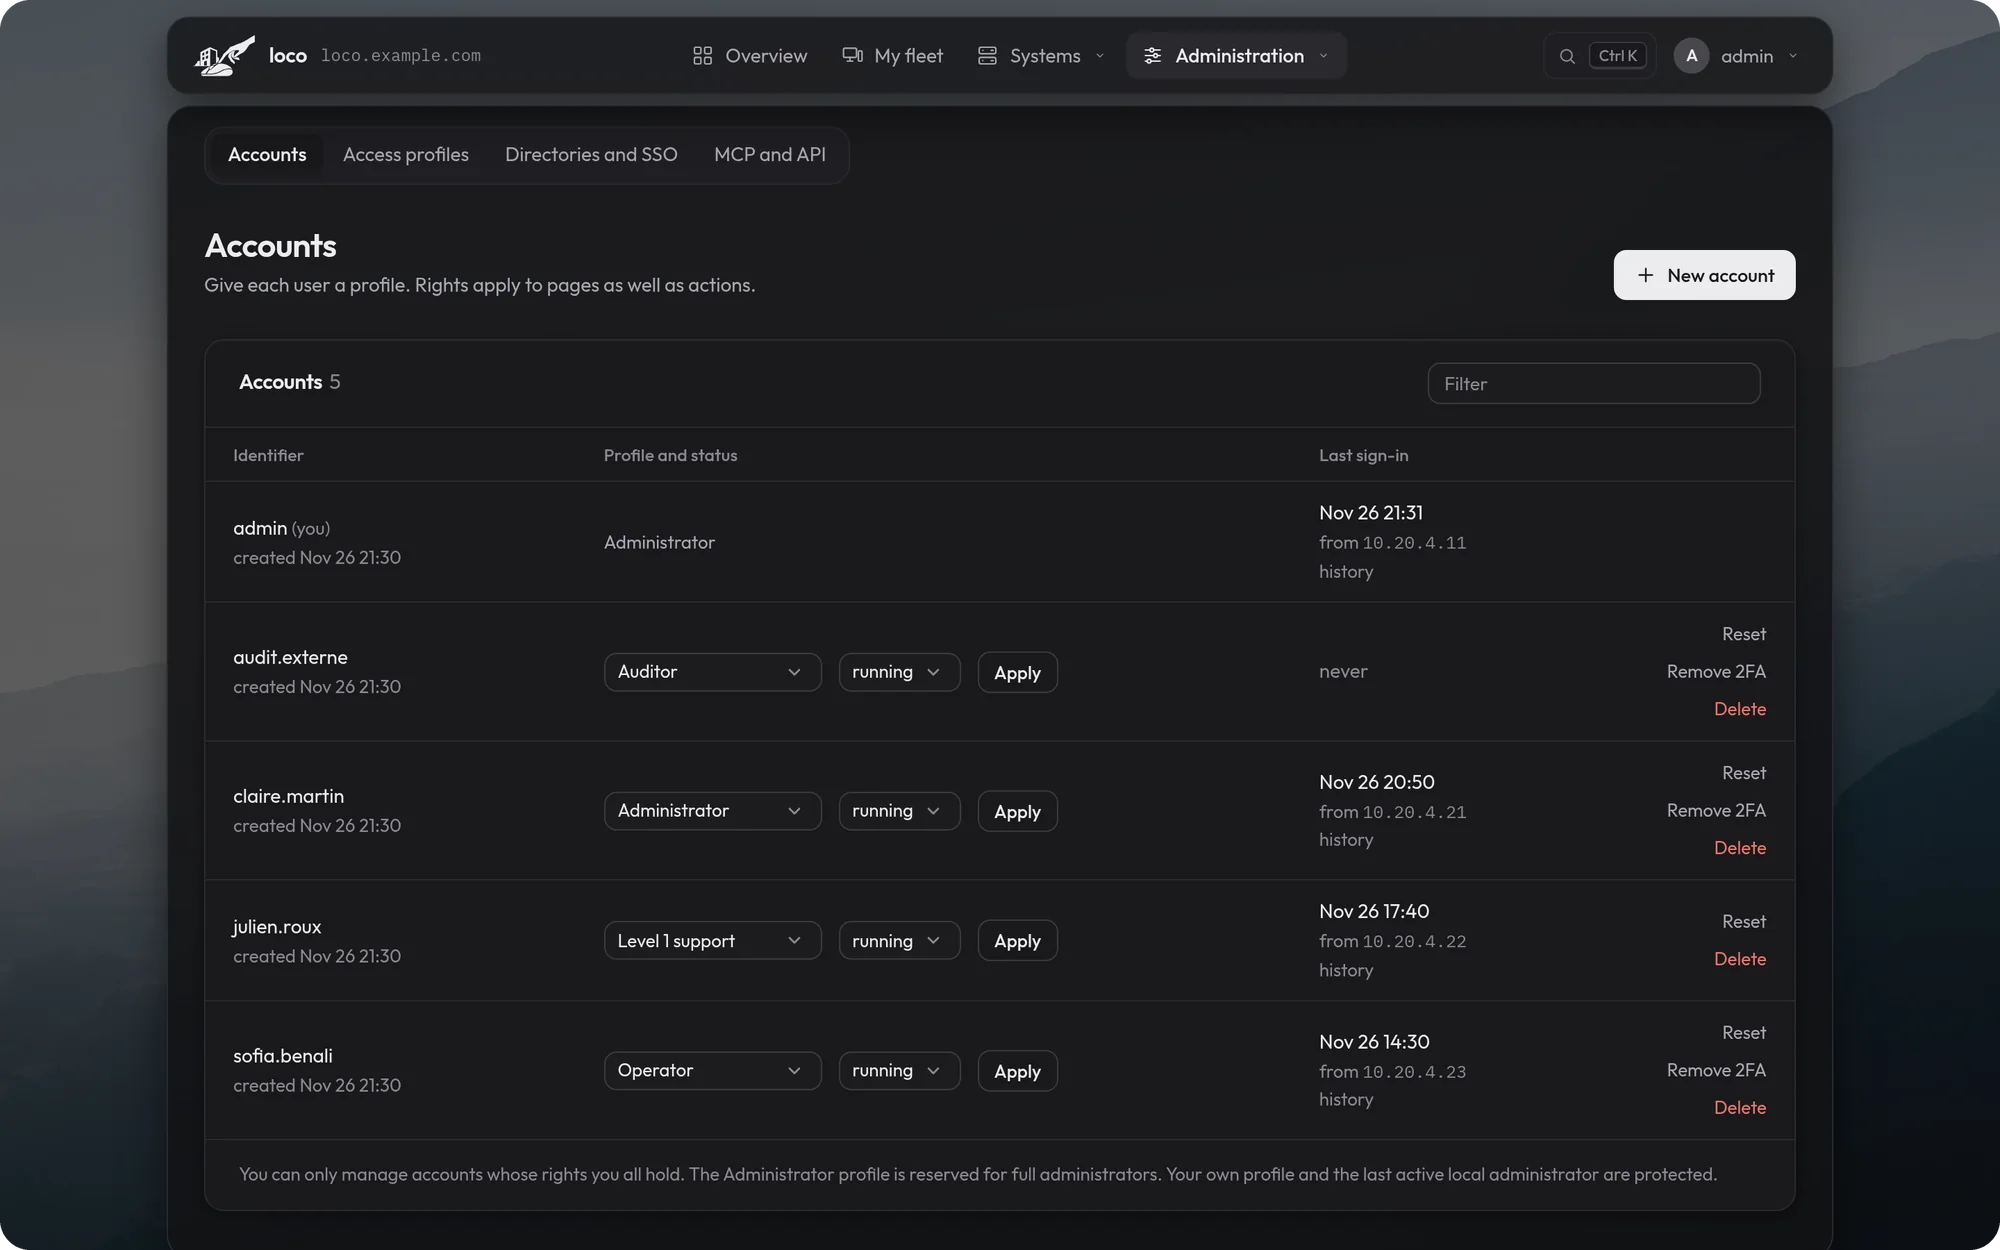 loco loco.example.com Overview My fleet Systems Administration Ctrl K A admin
Accounts Access profiles Directories and SSO MCP and API
Accounts
Give each user a profile. Rights apply to pages as well as actions.
+ New account
Accounts 5 Filter
Identifier Profile and status Last sign-in
admin (you)
created Nov 26 21:30
Administrator
Nov 26 21:31
from 10.20.4.11
history
audit.externe
created Nov 26 21:30
Auditor running Apply
never
Reset
Remove 2FA
Delete
claire.martin
created Nov 26 21:30
Administrator running Apply
Nov 26 20:50
from 10.20.4.21
history
Reset
Remove 2FA
Delete
julien.roux
created Nov 26 21:30
Level 1 support running Apply
Nov 26 17:40
from 10.20.4.22
history
Reset
Delete
sofia.benali
created Nov 26 21:30
Operator running Apply
Nov 26 14:30
from 10.20.4.23
history
Reset
Remove 2FA
Delete
You can only manage accounts whose rights you all hold. The Administrator profile is reserved for full administrators. Your own profile and the last active local administrator are protected.